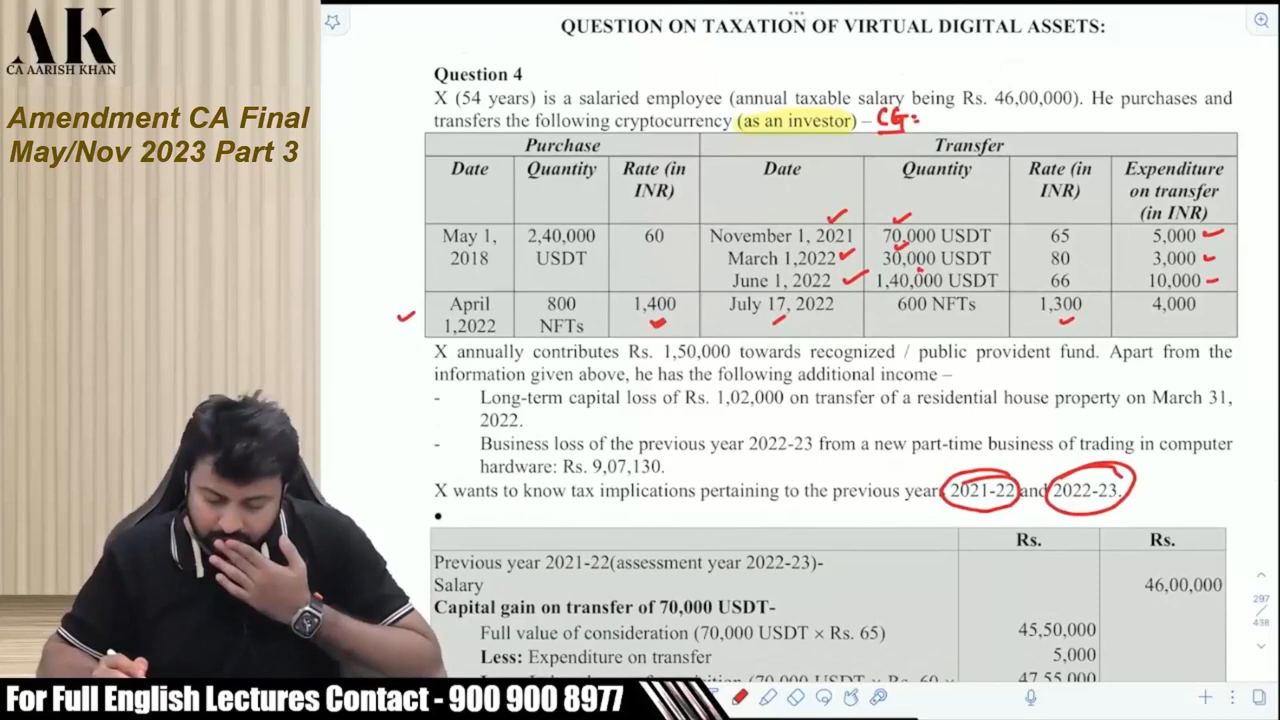 AK
CA AARISH KHAN
Amendment CA Final
May/Nov 2023 Part 3
QUESTION ON TAXATION OF VIRTUAL DIGITAL ASSETS:
Question 4
X (54 years) is a salaried employee (annual taxable salary being Rs. 46,00,000). He purchases and
transfers the following cryptocurrency (as an investor) – CG:
Purchase Transfer
Date Quantity Rate (in INR) Date Quantity Rate (in INR) Expenditure on transfer (in INR)
May 1, 2018 2,40,000 USDT 60 November 1, 2021 70,000 USDT 65 5,000
March 1,2022 30,000 USDT 80 3,000
June 1, 2022 1,40,000 USDT 66 10,000
April 1,2022 800 NFTs 1,400 July 17, 2022 600 NFTs 1,300 4,000
X annually contributes Rs. 1,50,000 towards recognized / public provident fund. Apart from the
information given above, he has the following additional income –
- Long-term capital loss of Rs. 1,02,000 on transfer of a residential house property on March 31,
2022.
- Business loss of the previous year 2022-23 from a new part-time business of trading in computer
hardware: Rs. 9,07,130.
X wants to know tax implications pertaining to the previous year 2021-22 and 2022-23.
Rs. Rs.
Previous year 2021-22(assessment year 2022-23)-
Salary 46,00,000
Capital gain on transfer of 70,000 USDT-
Full value of consideration (70,000 USDT × Rs. 65) 45,50,000
Less: Expenditure on transfer 5,000
47,55,000
297
/
438
For Full English Lectures Contact - 900 900 8977